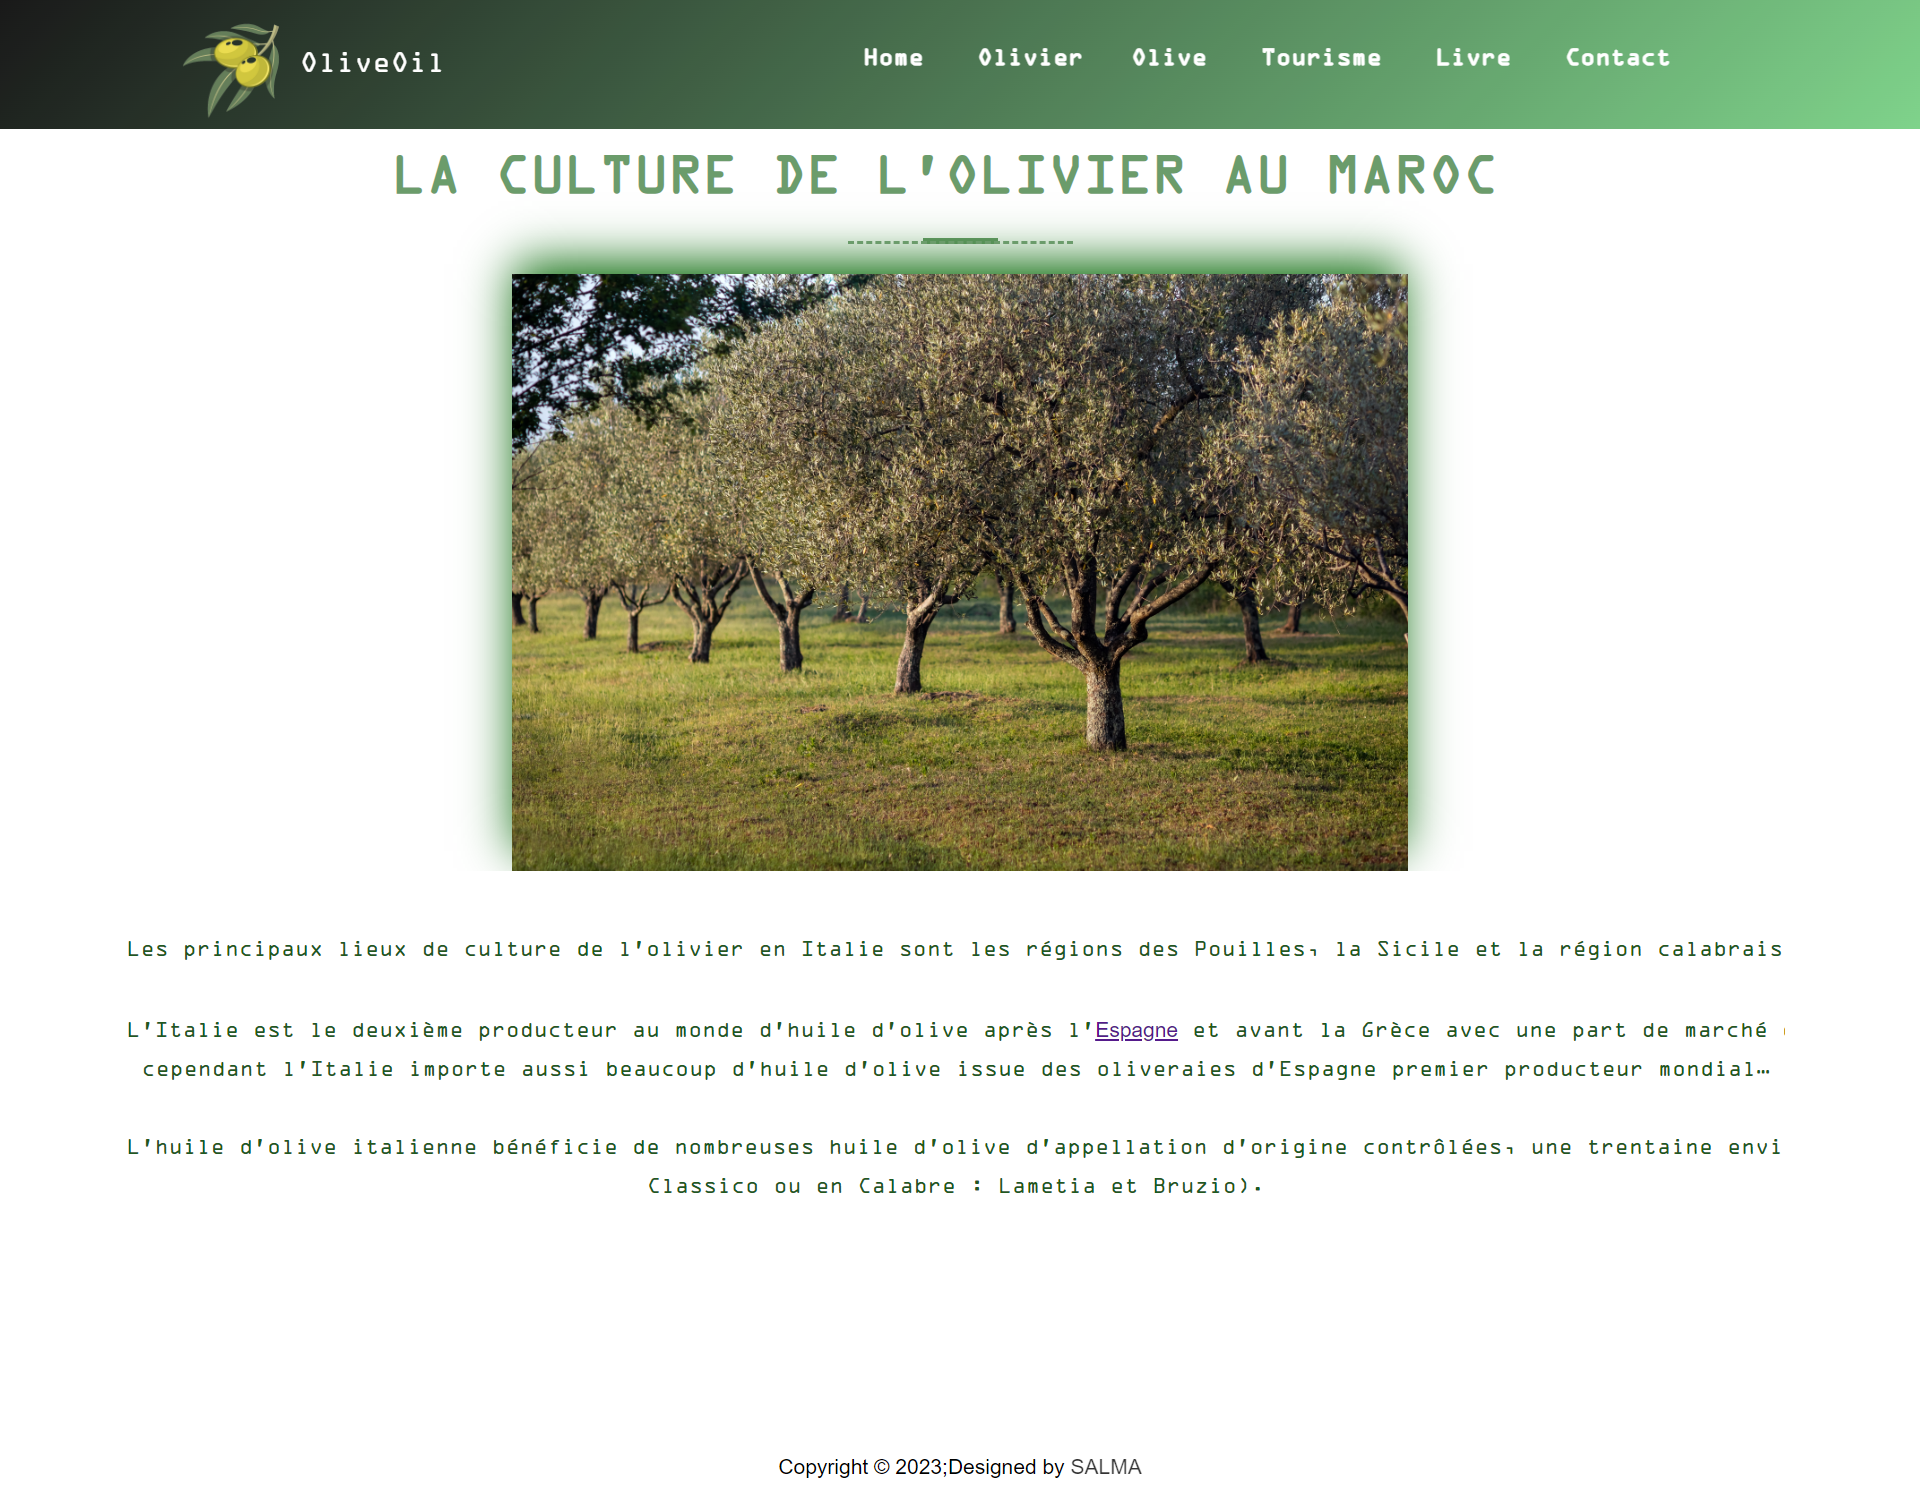 OliveOil
Home Olivier Olive Tourisme Livre Contact
LA CULTURE DE L'OLIVIER AU MAROC
Les principaux lieux de culture de l'olivier en Italie sont les régions des Pouilles, la Sicile et la région calabrais
L'Italie est le deuxième producteur au monde d'huile d'olive après l'Espagne et avant la Grèce avec une part de marché
cependant l'Italie importe aussi beaucoup d'huile d'olive issue des oliveraies d'Espagne premier producteur mondial…
L'huile d'olive italienne bénéficie de nombreuses huile d'olive d'appellation d'origine contrôlées, une trentaine envi
Classico ou en Calabre : Lametia et Bruzio).
Copyright © 2023;Designed by SALMA